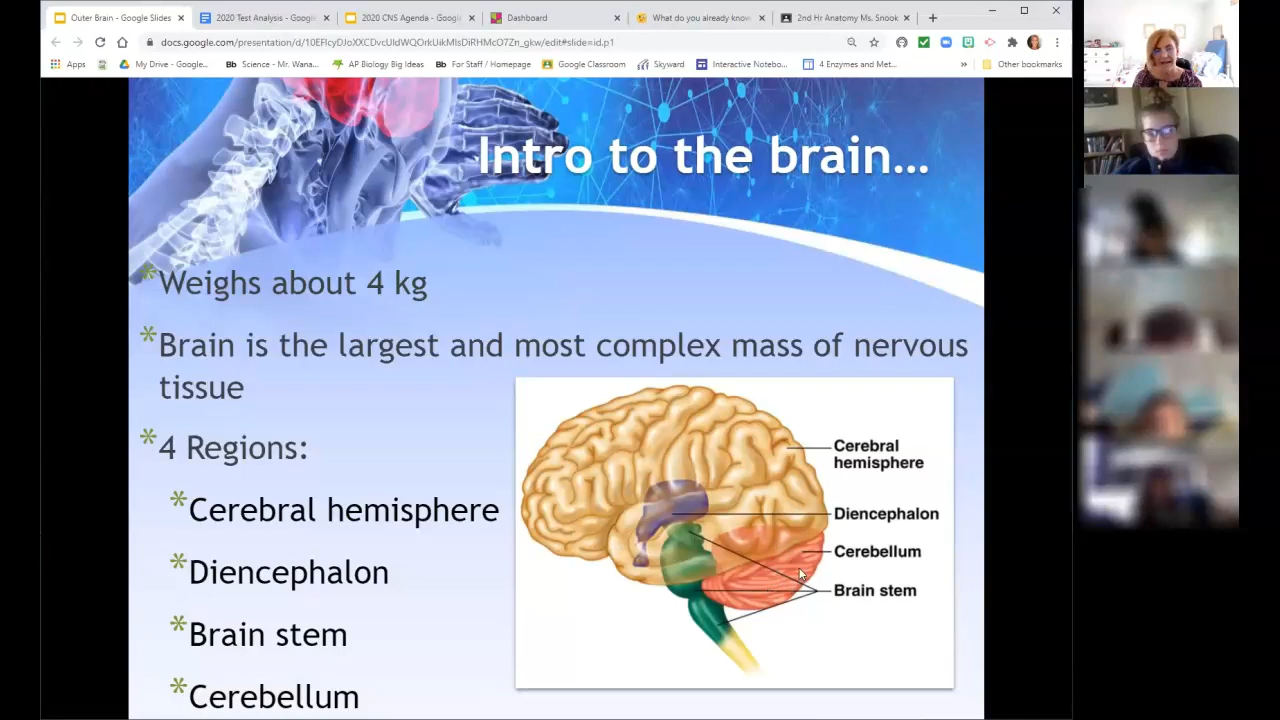 Outer Brain - Google Slides
2020 Test Analysis - Googl
2020 CNS Agenda - Google
Dashboard
What do you already know
2nd Hr Anatomy Ms. Snook
Apps
My Drive - Google...
Science - Mr. Wana...
AP Biology for Ideas
For Staff / Homepage
Google Classroom
Skyward
Interactive Notebo...
4 Enzymes and Met...
Other bookmarks
Intro to the brain...
* Weighs about 4 kg
* Brain is the largest and most complex mass of nervous
tissue
* 4 Regions:
* Cerebral hemisphere
* Diencephalon
* Brain stem
* Cerebellum
Cerebral
hemisphere
Diencephalon
Cerebellum
Brain stem